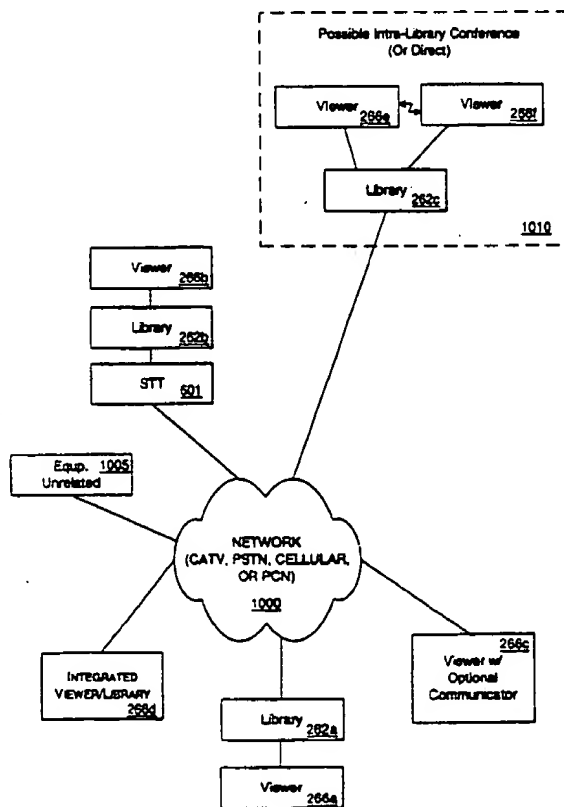 Possible Intra-Library Conference
(Or Direct)
Viewer
266e
Viewer
266f
Library
262c
1010
Viewer
266b
Library
262b
STT
601
Equp. 1005
Unrelated
NETWORK
(CATV, PSTN, CELLULAR,
OR PCN)
1000
266c
Viewer w/
Optional
Communicator
INTEGRATED
VIEWER/LIBRARY
266d
Library
262a
Viewer
266a